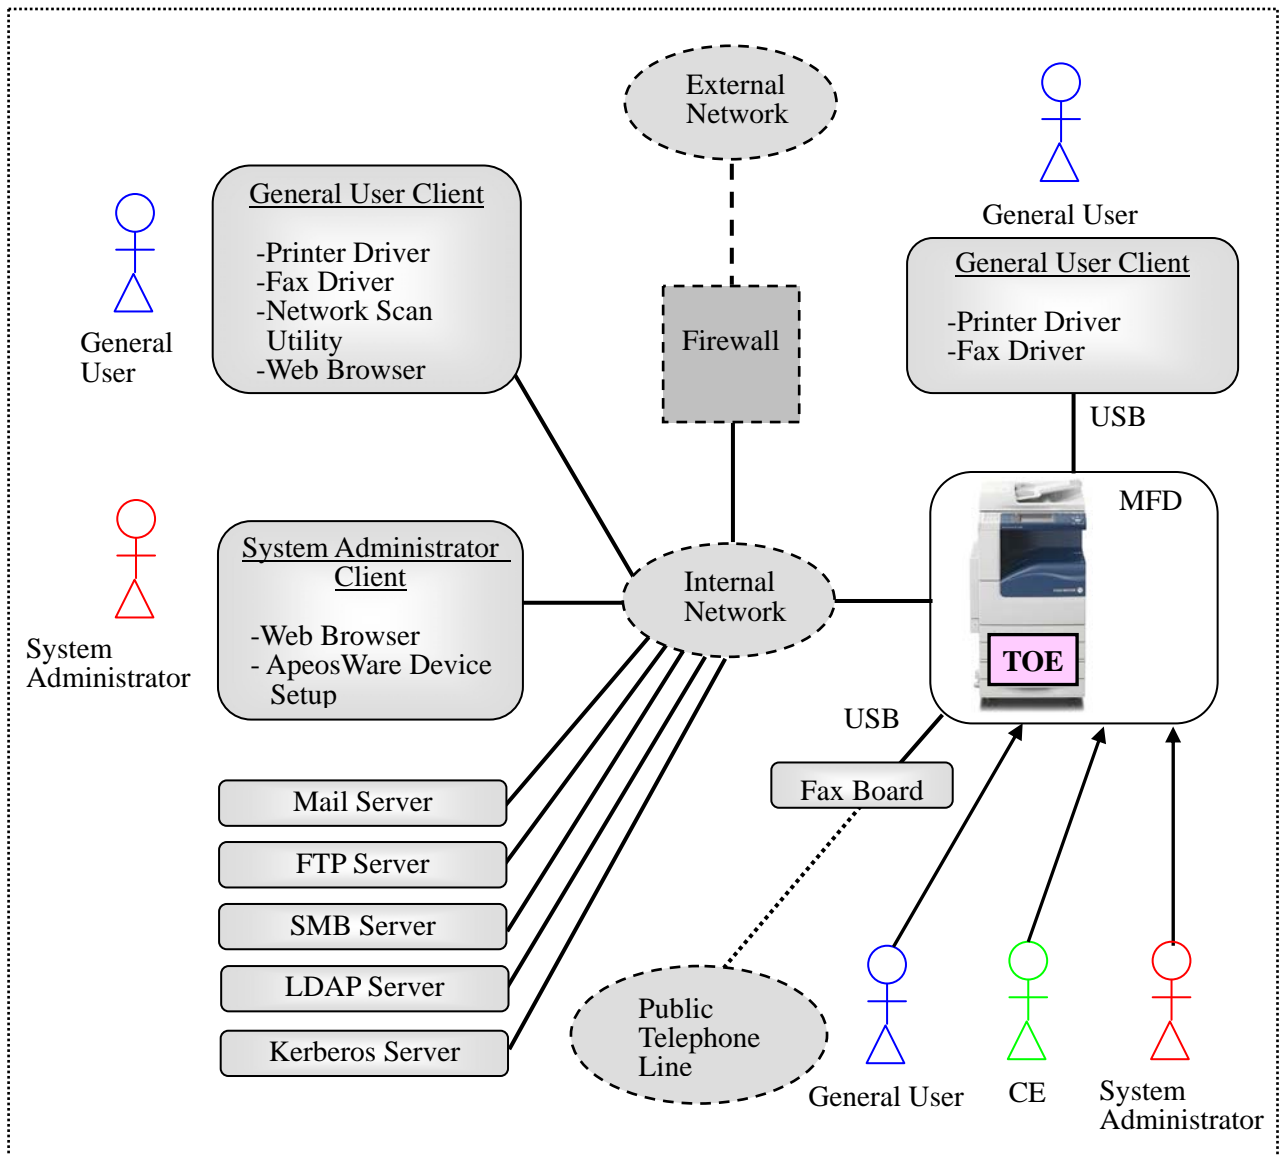 External
Network
General User
General User Client
-Printer Driver
-Fax Driver
-Network Scan
Utility
-Web Browser
General
User
General User Client
-Printer Driver
-Fax Driver
Firewall
USB
MFD
System Administrator
Client
-Web Browser
- ApeosWare Device
Setup
System
Administrator
Internal
Network
TOE
USB
Fax Board
Mail Server
FTP Server
SMB Server
LDAP Server
Kerberos Server
Public
Telephone
Line
General User
CE
System
Administrator